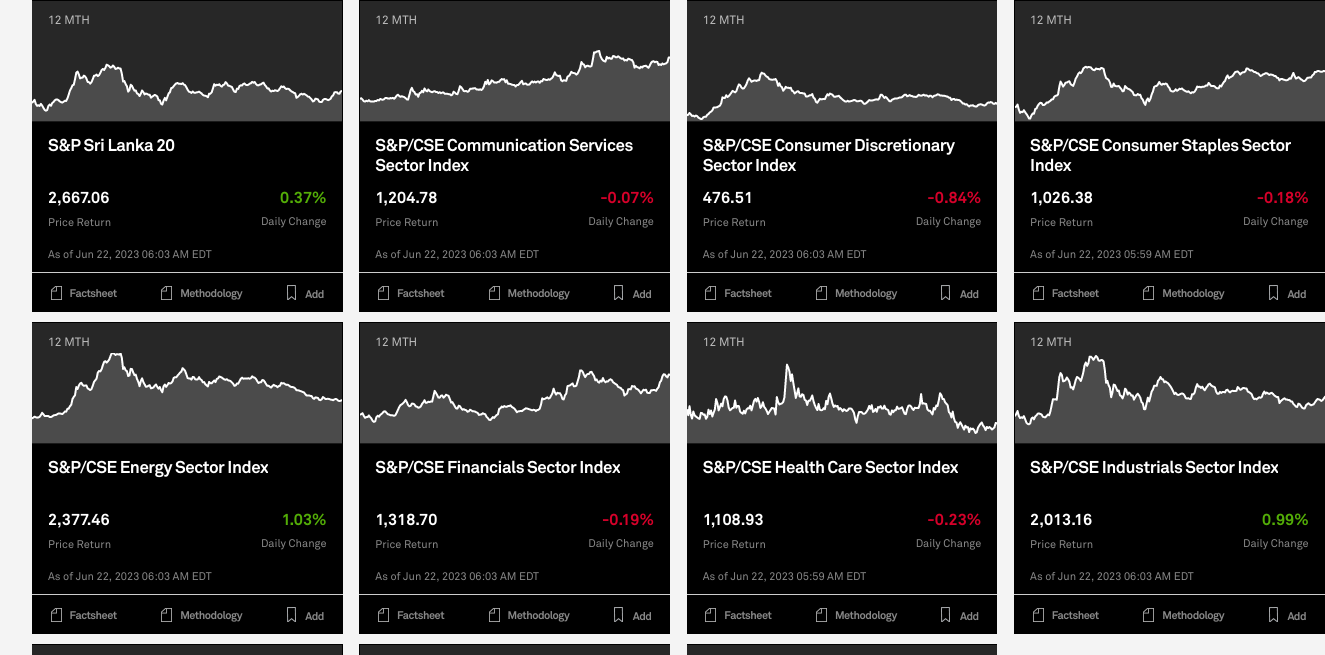 12 MTH
S&P Sri Lanka 20
2,667.06 0.37%
Price Return Daily Change
As of Jun 22, 2023 06:03 AM EDT
Factsheet Methodology Add
12 MTH
S&P/CSE Communication Services
Sector Index
1,204.78 -0.07%
Price Return Daily Change
As of Jun 22, 2023 06:03 AM EDT
Factsheet Methodology Add
12 MTH
S&P/CSE Consumer Discretionary
Sector Index
476.51 -0.84%
Price Return Daily Change
As of Jun 22, 2023 06:03 AM EDT
Factsheet Methodology Add
12 MTH
S&P/CSE Consumer Staples Sector
Index
1,026.38 -0.18%
Price Return Daily Change
As of Jun 22, 2023 05:59 AM EDT
Factsheet Methodology Add
12 MTH
S&P/CSE Energy Sector Index
2,377.46 1.03%
Price Return Daily Change
As of Jun 22, 2023 06:03 AM EDT
Factsheet Methodology Add
12 MTH
S&P/CSE Financials Sector Index
1,318.70 -0.19%
Price Return Daily Change
As of Jun 22, 2023 06:03 AM EDT
Factsheet Methodology Add
12 MTH
S&P/CSE Health Care Sector Index
1,108.93 -0.23%
Price Return Daily Change
As of Jun 22, 2023 05:59 AM EDT
Factsheet Methodology Add
12 MTH
S&P/CSE Industrials Sector Index
2,013.16 0.99%
Price Return Daily Change
As of Jun 22, 2023 06:03 AM EDT
Factsheet Methodology Add